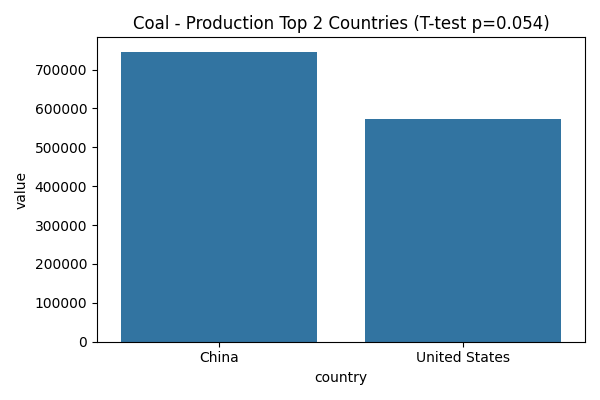 Coal - Production Top 2 Countries (T-test p=0.054)
value
700000
600000
500000
400000
300000
200000
100000
0
China
United States
country